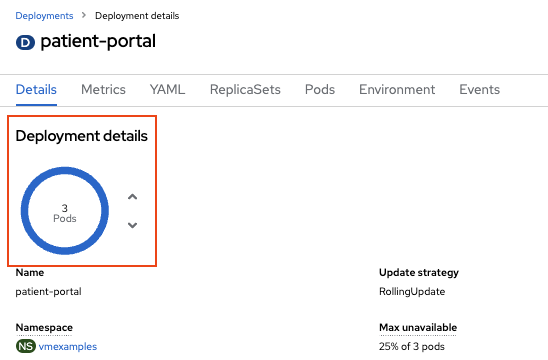 Deployments > Deployment details
D patient-portal
Details Metrics YAML ReplicaSets Pods Environment Events
Deployment details
3
Pods
Name
patient-portal
Update strategy
RollingUpdate
Namespace
NS vmexamples
Max unavailable
25% of 3 pods